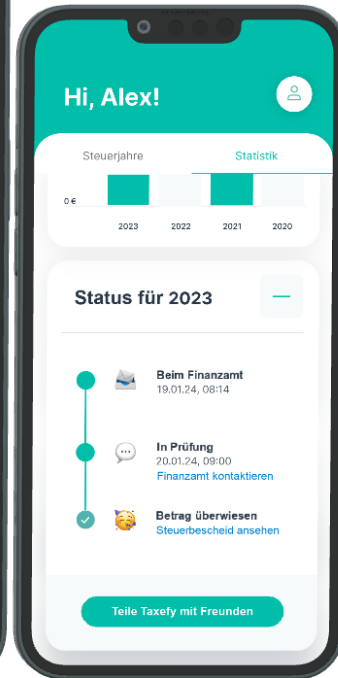 Hi, Alex!
Steuerjahre
Statistik
0 €
2023
2022
2021
2020
Status für 2023
Beim Finanzamt
19.01.24, 08:14
In Prüfung
20.01.24, 09:00
Finanzamt kontaktieren
Betrag überwiesen
Steuerbescheid ansehen
Teile Taxefy mit Freunden